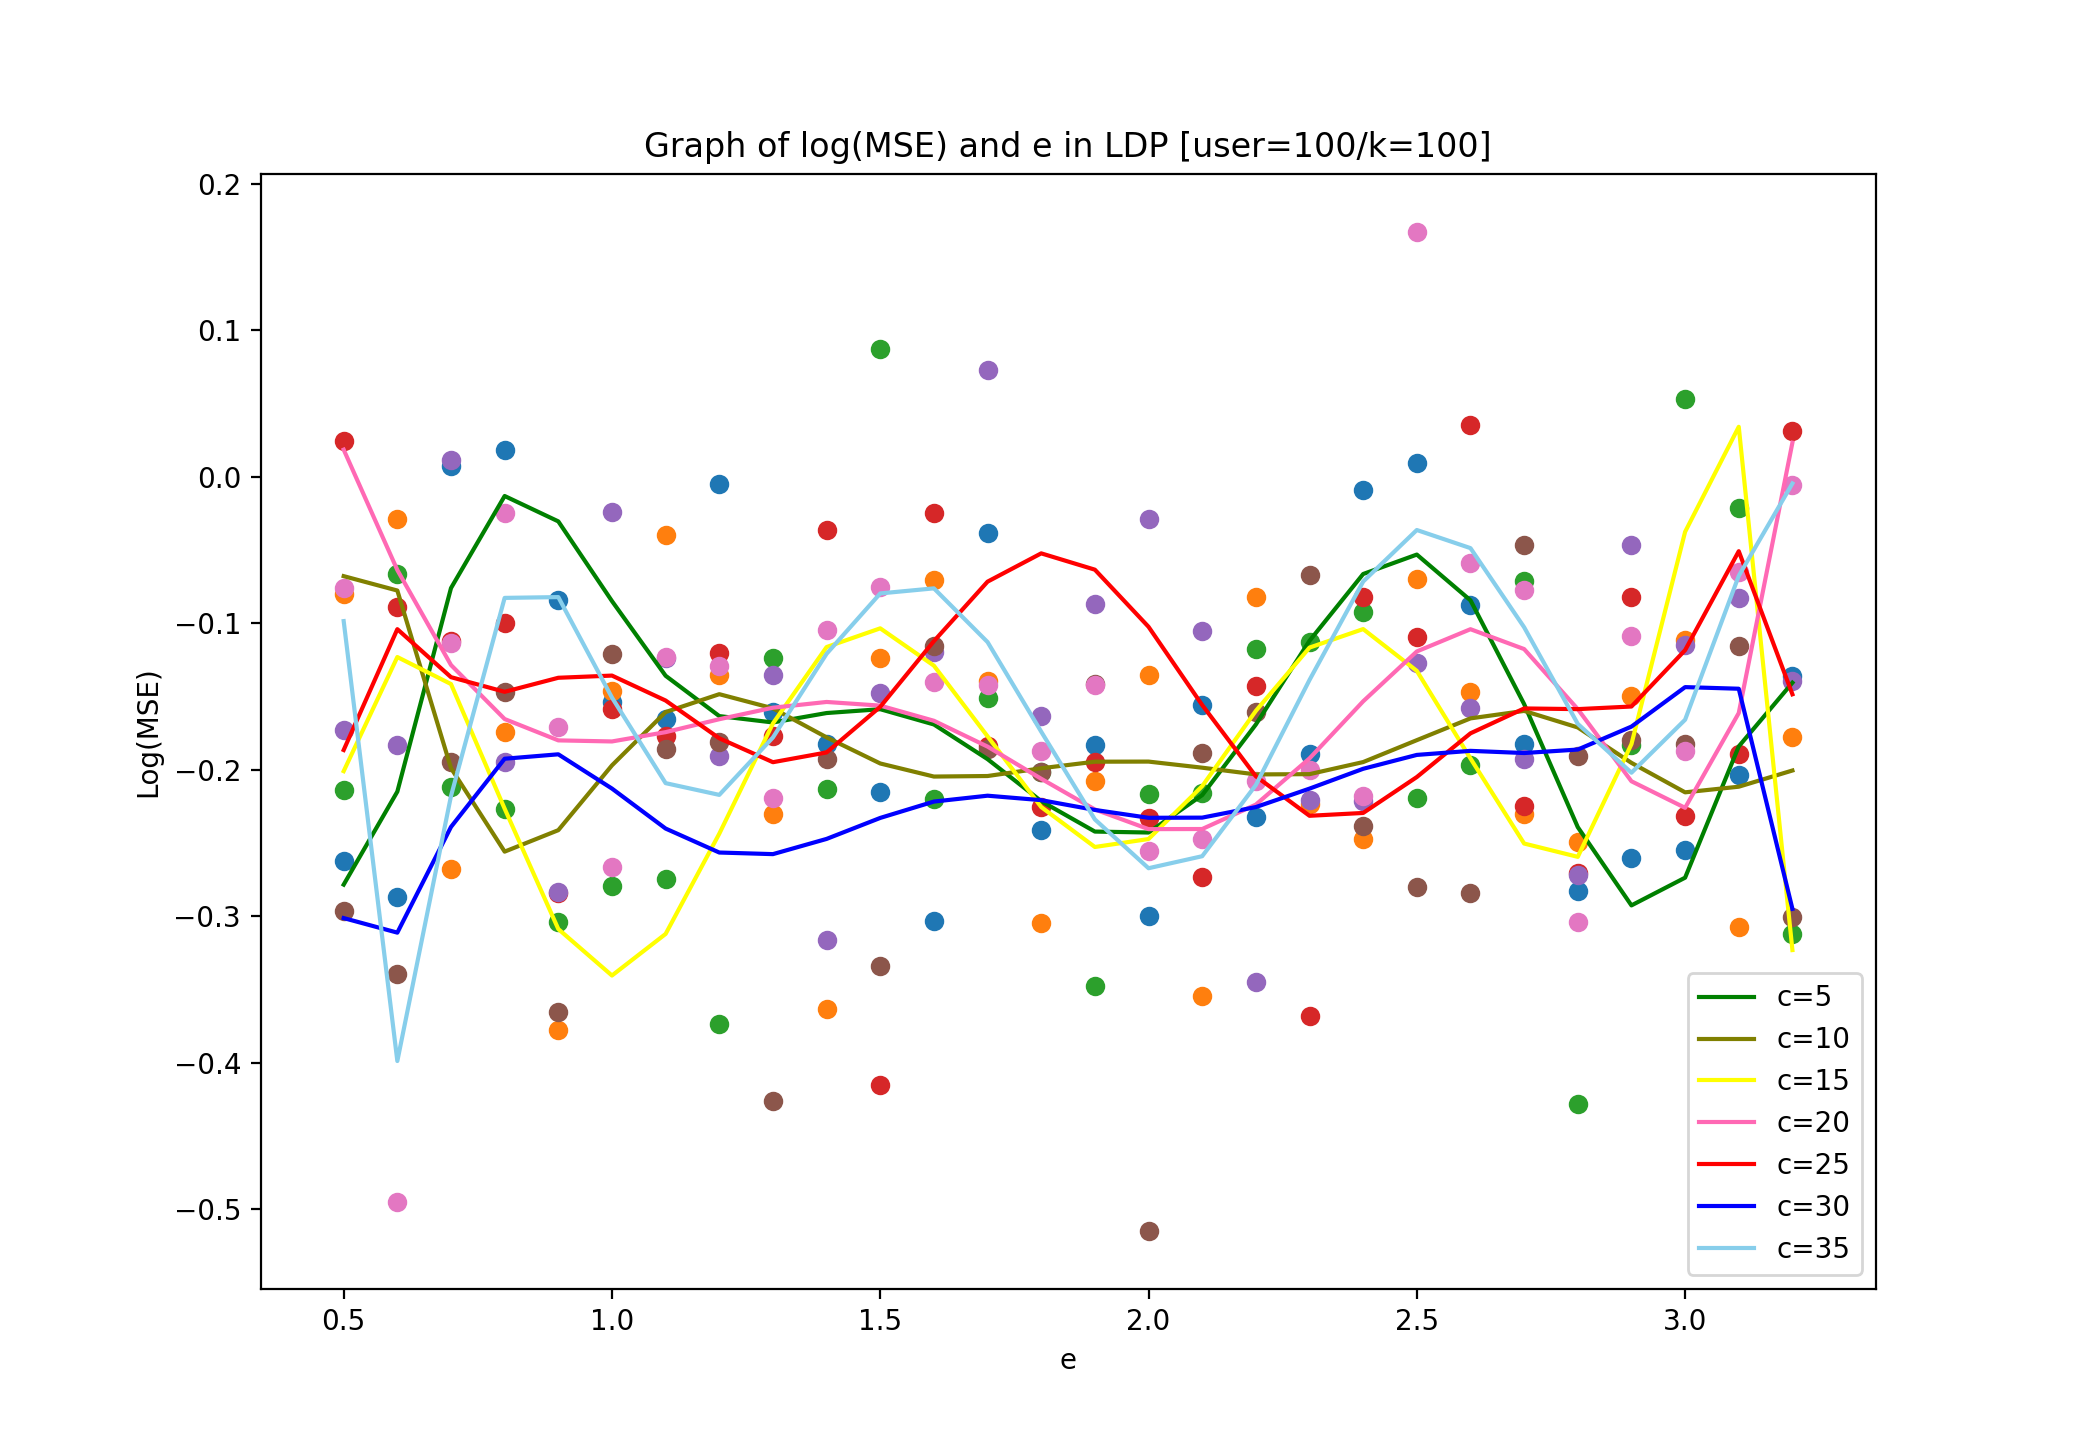 Graph of log(MSE) and e in LDP [user=100/k=100]
0.2
0.1
0.0
−0.1
−0.2
−0.3
−0.4
−0.5
Log(MSE)
0.5 1.0 1.5 2.0 2.5 3.0
e
c=5
c=10
c=15
c=20
c=25
c=30
c=35